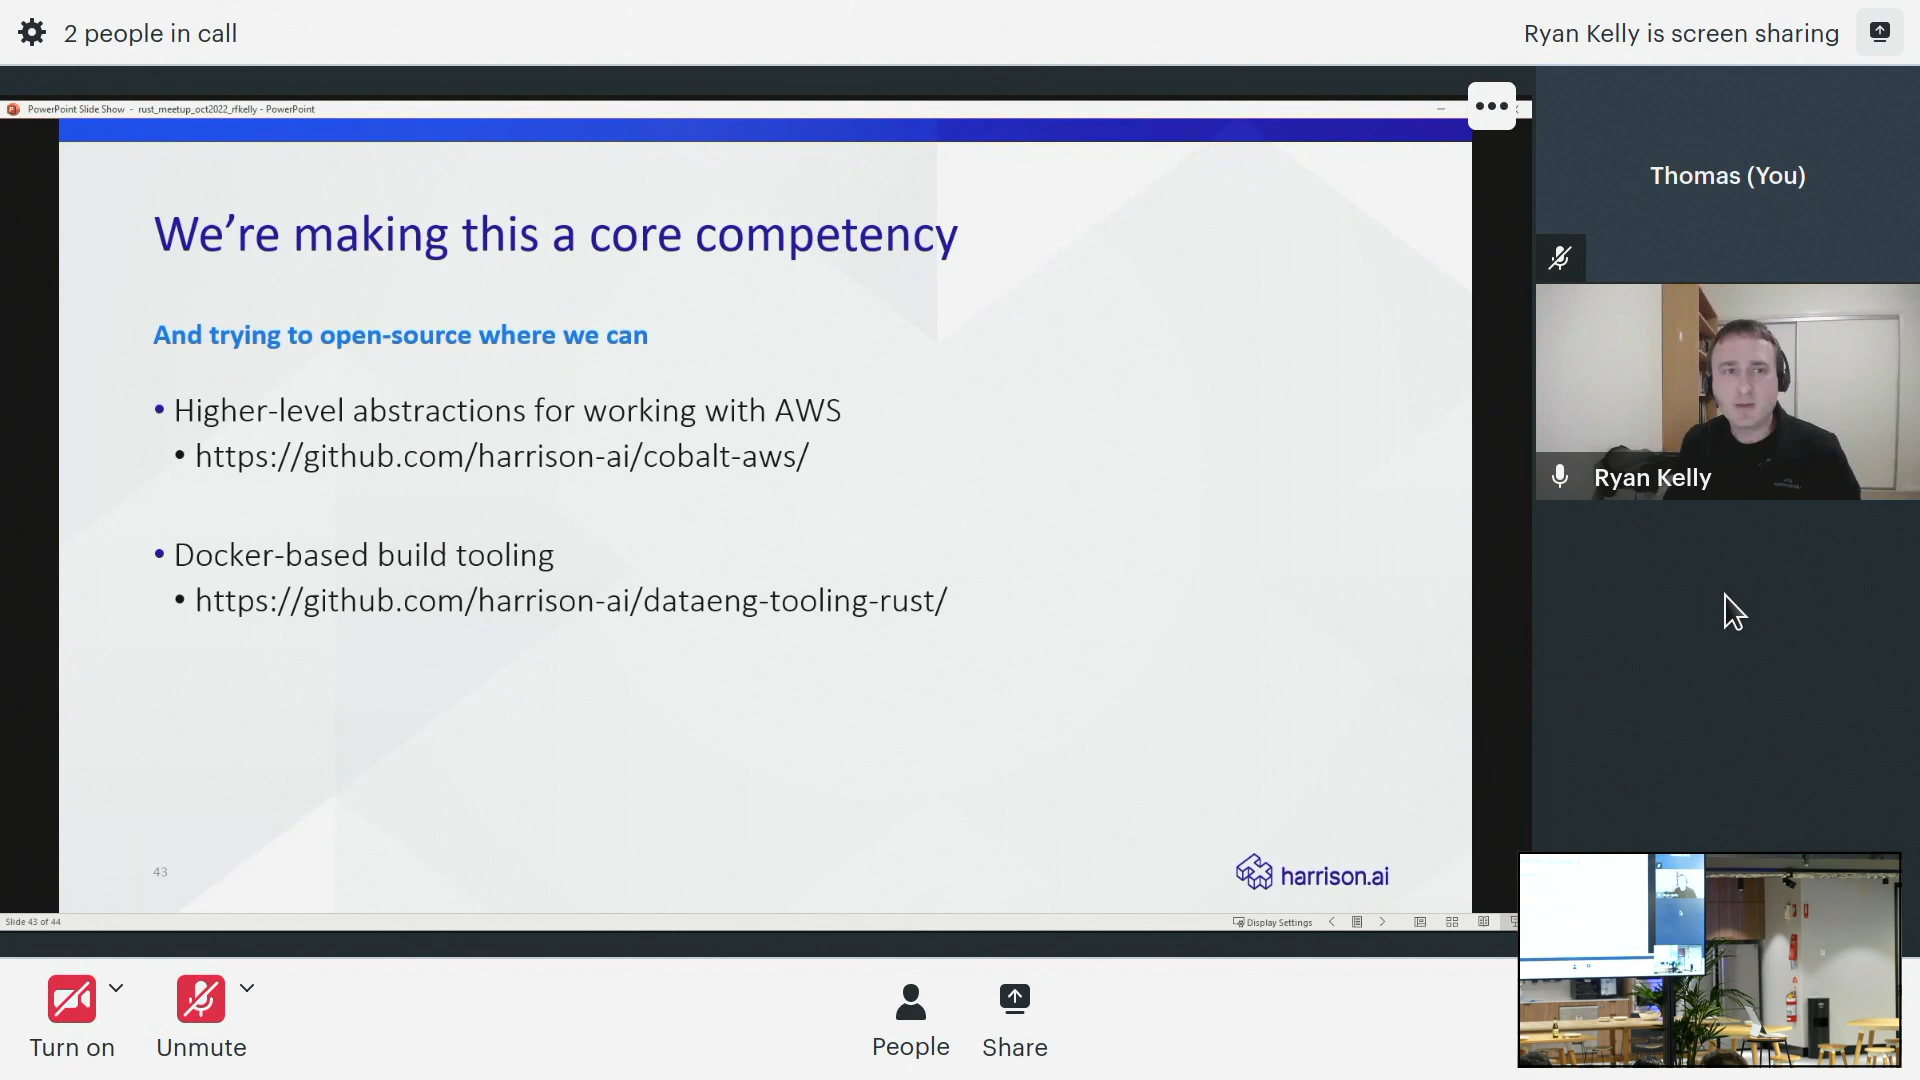 2 people in call
Ryan Kelly is screen sharing
PowerPoint Slide Show - rust_meetup_oct2022_rfkelly - PowerPoint
We’re making this a core competency
And trying to open-source where we can
• Higher-level abstractions for working with AWS
• https://github.com/harrison-ai/cobalt-aws/
• Docker-based build tooling
• https://github.com/harrison-ai/dataeng-tooling-rust/
43
harrison.ai
Slide 43 of 44
Display Settings
Thomas (You)
Ryan Kelly
Turn on
Unmute
People
Share